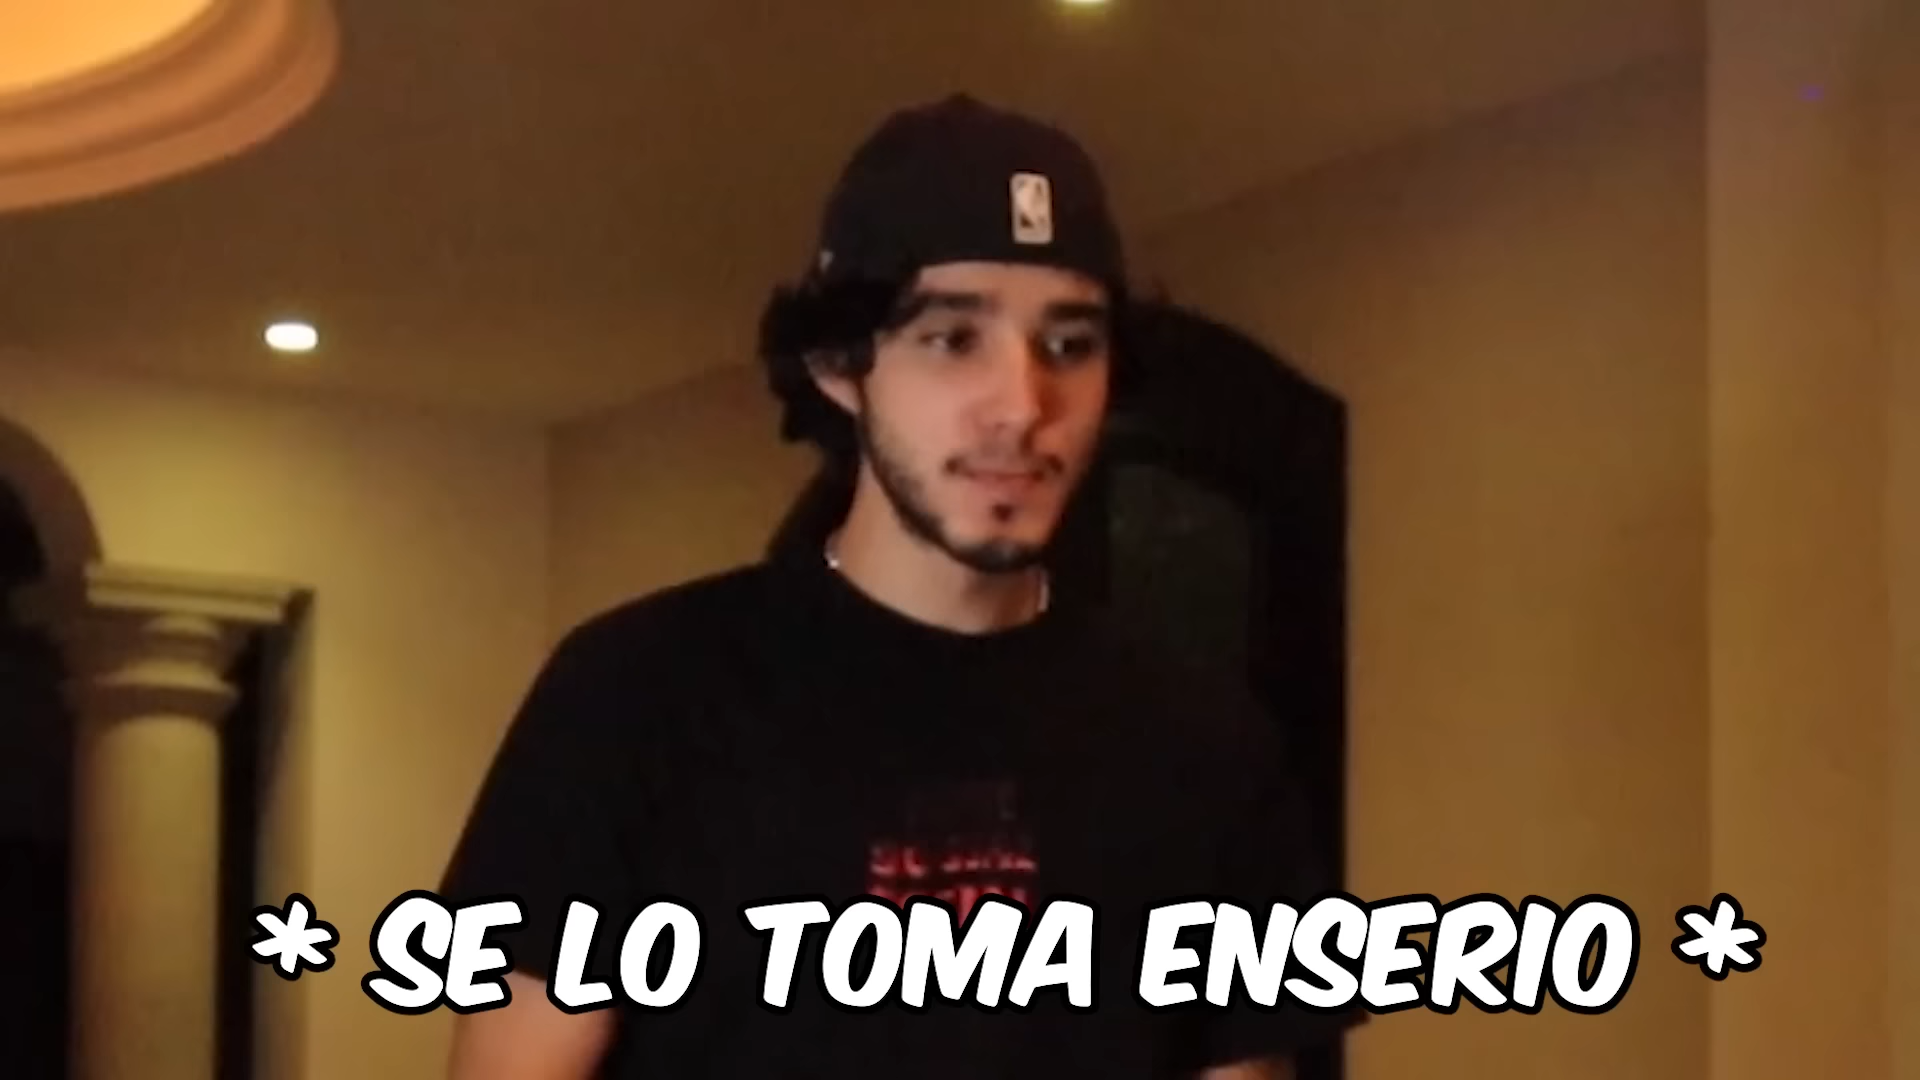 * SE LO TOMA ENSERIO *